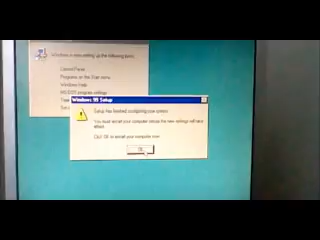 Windows is now setting up the following items:
Control Panel
Programs on the Start menu
Windows Help
MS-DOS program settings
Windows 95 Setup
Setup has finished configuring your system.
You must restart your computer before the new settings will take
effect.
Click OK to restart your computer now.
OK